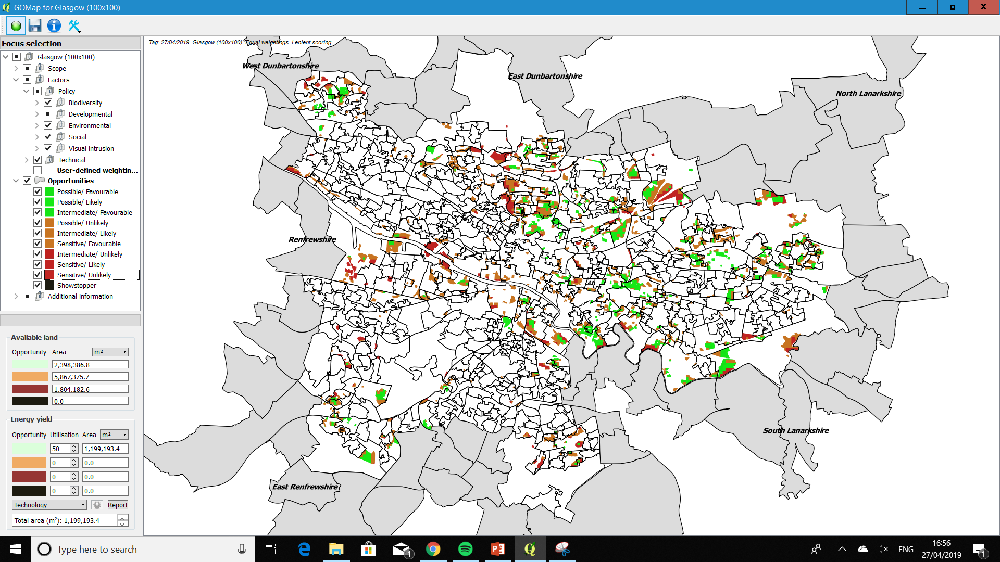 GOMap for Glasgow (100x100)
Focus selection
Glasgow (100x100)
Scope
Factors
Policy
Biodiversity
Developmental
Environmental
Social
Visual intrusion
Technical
User-defined weightin...
Opportunities
Possible/ Favourable
Possible/ Likely
Intermediate/ Favourable
Possible/ Unlikely
Intermediate/ Likely
Sensitive/ Favourable
Intermediate/ Unlikely
Sensitive/ Likely
Sensitive/ Unlikely
Showstopper
Additional information
Available land
Opportunity Area m²
2,398,386.8
5,867,375.7
1,804,182.6
0.0
Energy yield
Opportunity Utilisation Area m²
50 1,199,193.4
0 0.0
0 0.0
0 0.0
Technology Report
Total area (m²): 1,199,193.4
Tag: 27/04/2019_Glasgow (100x100)_Equal weightings_Lenient scoring
West Dunbartonshire
East Dunbartonshire
North Lanarkshire
Renfrewshire
South Lanarkshire
East Renfrewshire
Type here to search
1
ENG
16:56
27/04/2019
1